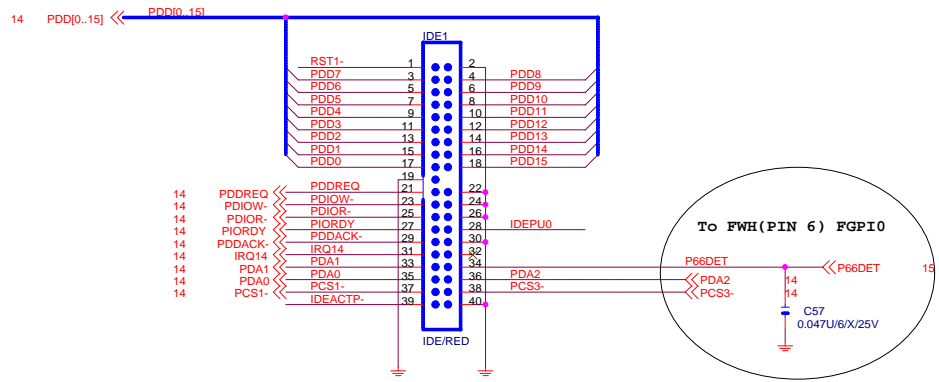 14 PDD[0..15] PDD[0..15]
IDE1
RST1- 1 2
PDD7 3 4 PDD8
PDD6 5 6 PDD9
PDD5 7 8 PDD10
PDD4 9 10 PDD11
PDD3 11 12 PDD12
PDD2 13 14 PDD13
PDD1 15 16 PDD14
PDD0 17 18 PDD15
19
14 PDDREQ PDDREQ 21 22
14 PDIOW- PDIOW- 23 24
14 PDIOR- PDIOR- 25 26
14 PIORDY PIORDY 27 28 IDEPU0
14 PDDACK- PDDACK- 29 30
14 IRQ14 IRQ14 31 32
14 PDA1 PDA1 33 34 P66DET P66DET 15
14 PDA0 PDA0 35 36 PDA2 PDA2 14
14 PCS1- PCS1- 37 38 PCS3- PCS3- 14
IDEACTP- 39 40
IDE/RED
To FWH(PIN 6) FGPI0
C57
0.047U/6/X/25V